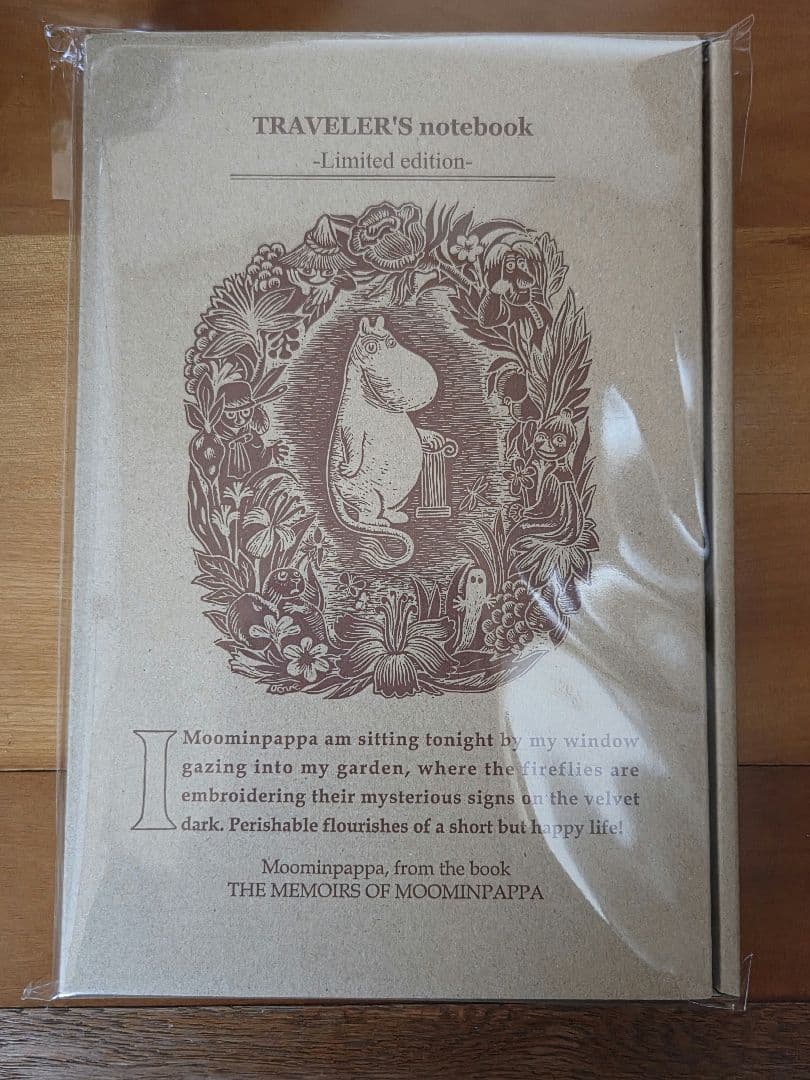 TRAVELER'S notebook
-Limited edition-
I Moominpappa am sitting tonight by my window
gazing into my garden, where the fireflies are
embroidering their mysterious signs on the velvet
dark. Perishable flourishes of a short but happy life!
Moominpappa, from the book
THE MEMOIRS OF MOOMINPAPPA